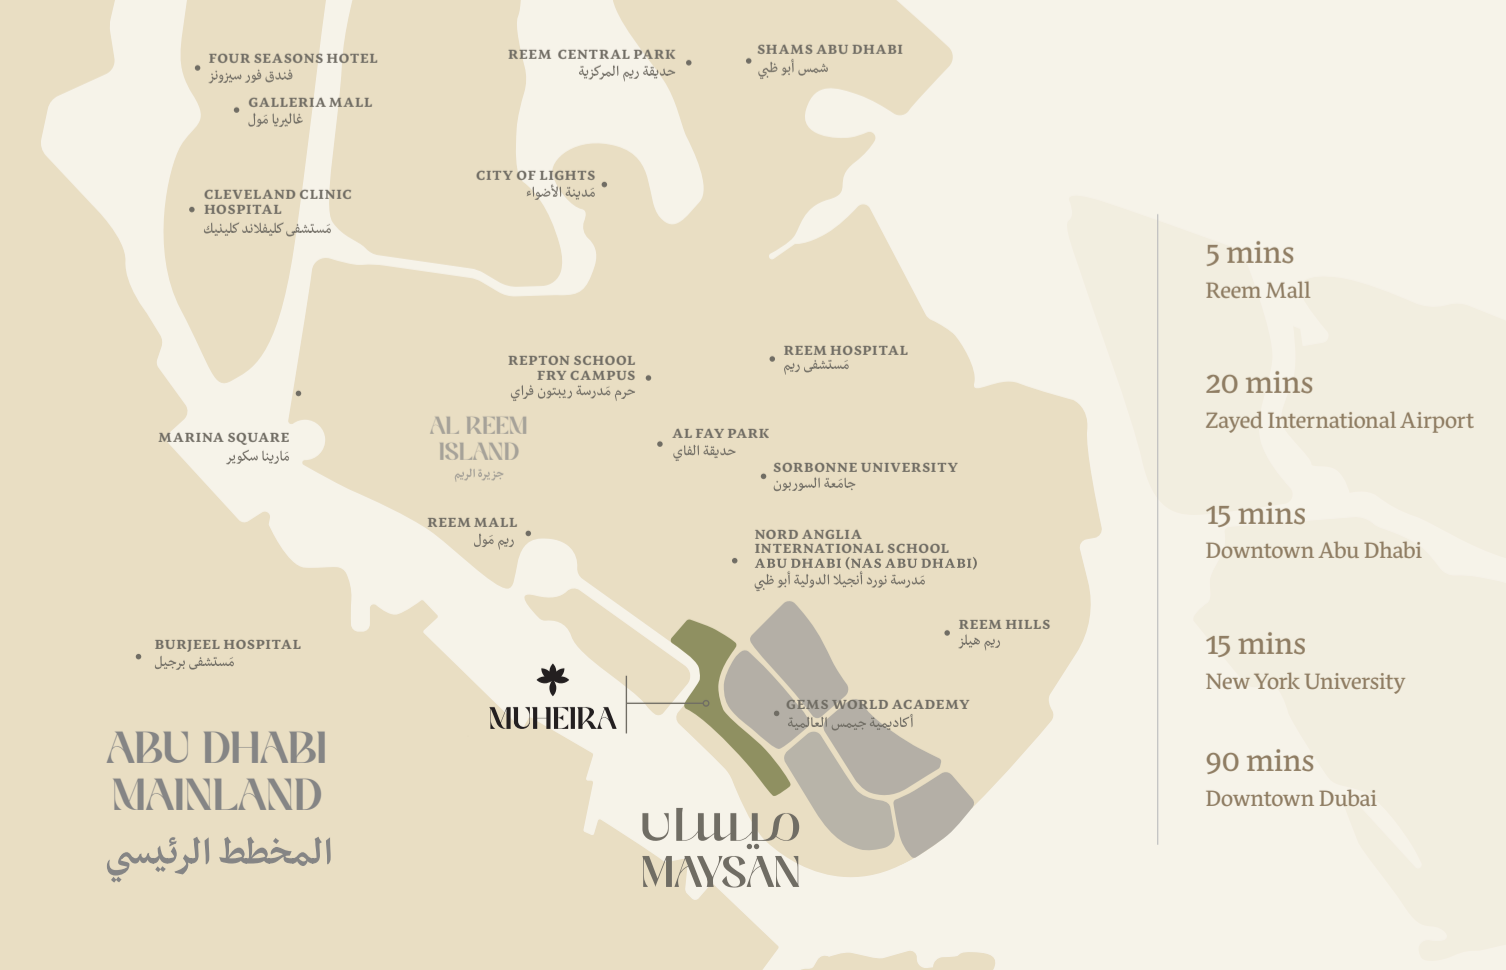 FOUR SEASONS HOTEL
فندق فور سيزونز
GALLERIA MALL
غاليريا مَول
CLEVELAND CLINIC
HOSPITAL
مَستشفى كليفلاند كلينيك
REEM CENTRAL PARK
حديقة ريم المركزية
SHAMS ABU DHABI
شمس أبو ظبي
CITY OF LIGHTS
مَدينة الأضواء
REPTON SCHOOL
FRY CAMPUS
حرم مَدرسة ريبتون فراي
REEM HOSPITAL
مَستشفى ريم
MARINA SQUARE
مَارينا سكوير
AL REEM
ISLAND
جزيرة الريم
AL FAY PARK
حديقة الفاي
SORBONNE UNIVERSITY
جامَعة السوربون
REEM MALL
ريم مَول
NORD ANGLIA
INTERNATIONAL SCHOOL
ABU DHABI (NAS ABU DHABI)
مَدرسة نورد أنجيلا الدولية أبو ظبي
REEM HILLS
ريم هيلز
BURJEEL HOSPITAL
مَستشفى برجيل
MUHEIRA
GEMS WORLD ACADEMY
أكاديمية جيمس العالمية
ABU DHABI
MAINLAND
المخطط الرئيسي
ميسان
MAYSAN
5 mins
Reem Mall
20 mins
Zayed International Airport
15 mins
Downtown Abu Dhabi
15 mins
New York University
90 mins
Downtown Dubai